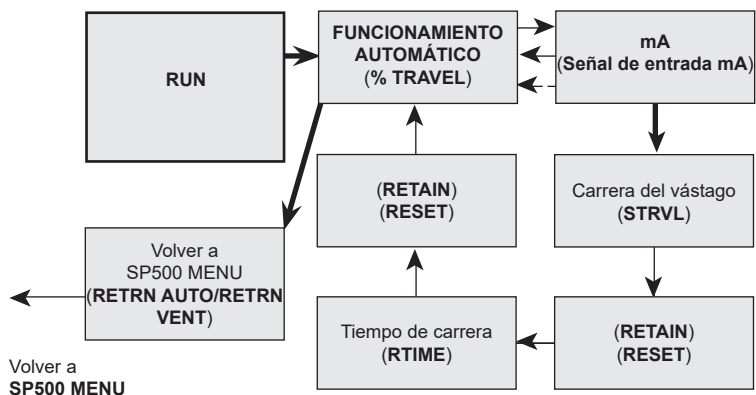 RUN
FUNCIONAMIENTO
AUTOMÁTICO
(% TRAVEL)
mA
(Señal de entrada mA)
(RETAIN)
(RESET)
Carrera del vástago
(STRVL)
Volver a
SP500 MENU
(RETRN AUTO/RETRN
VENT)
Tiempo de carrera
(RTIME)
(RETAIN)
(RESET)
Volver a
SP500 MENU